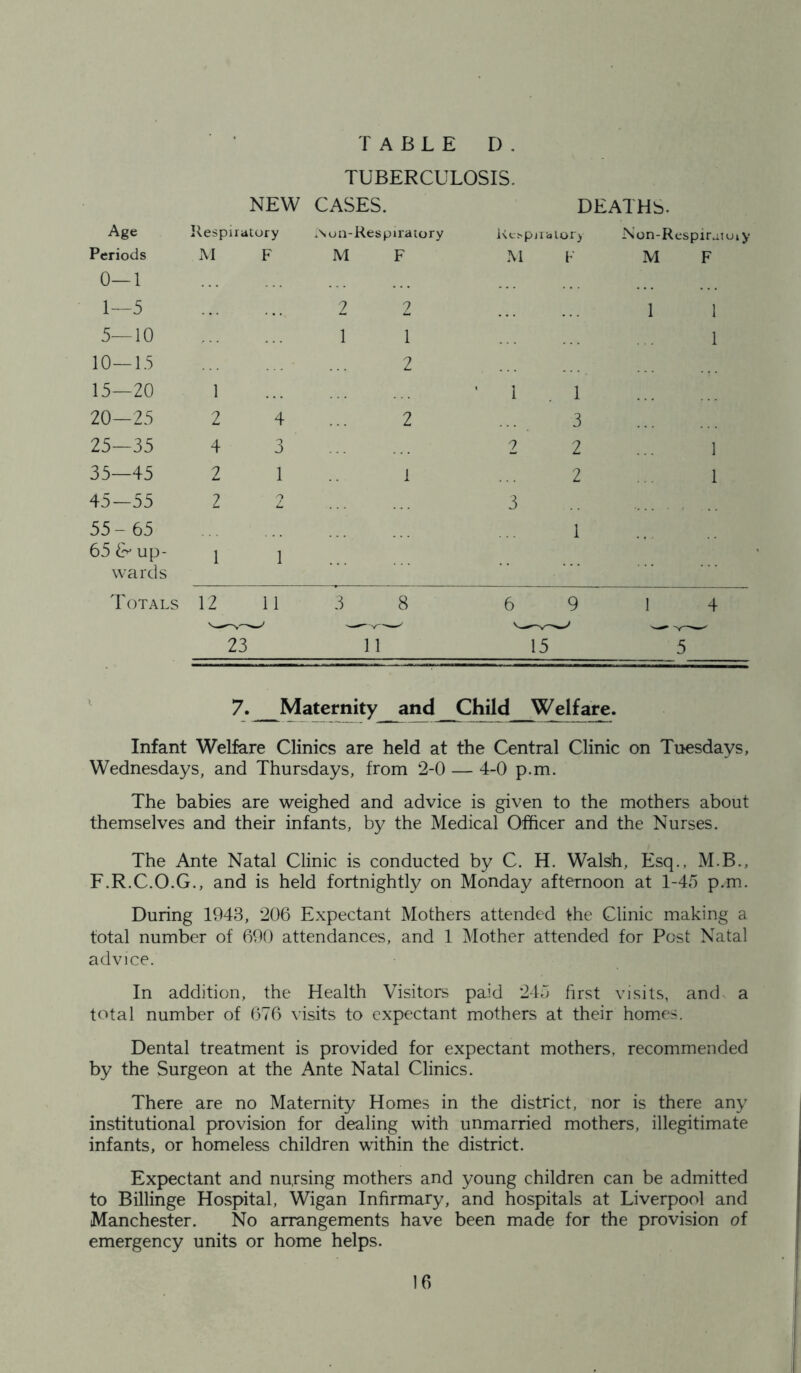 TABLE D.
TUBERCULOSIS.
NEW CASES. DEATHS.
Age Respiratory Non-Respiratory Respiratory Non-Respiratory
Periods M F M F M F M F
0—1 ... ... ... ... ... ... ... ...
1—5 ... ... 2 2 ... ... 1 1
5—10 ... ... 1 1 ... ... ... 1
10—15 ... ... ... 2 ... ... ... ...
15—20 1 ... ... ... 1 1 ... ...
20—25 2 4 ... 2 ... 3 ... ...
25—35 4 3 ... ... 2 2 ... 1
35—45 2 1 .. 1 ... 2 ... 1
45—55 2 2 ... ... 3 .. ... ..
55-65 ... ... ... ... ... 1 .. ..
65 & up- 1 1 ... ... .. ... ... ...
wards
TOTALS 12 11 3 8 6 9 1 4
23 11 15 5
7. Maternity and Child Welfare.
Infant Welfare Clinics are held at the Central Clinic on Tuesdays,
Wednesdays, and Thursdays, from 2-0 — 4-0 p.m.
The babies are weighed and advice is given to the mothers about
themselves and their infants, by the Medical Officer and the Nurses.
The Ante Natal Clinic is conducted by C. H. Walsh, Esq., M.B.,
F.R.C.O.G., and is held fortnightly on Monday afternoon at 1-45 p.m.
During 1943, 206 Expectant Mothers attended the Clinic making a
total number of 690 attendances, and 1 Mother attended for Post Natal
advice.
In addition, the Health Visitors paid 245 first visits, and a
total number of 676 visits to expectant mothers at their homes.
Dental treatment is provided for expectant mothers, recommended
by the Surgeon at the Ante Natal Clinics.
There are no Maternity Homes in the district, nor is there any
institutional provision for dealing with unmarried mothers, illegitimate
infants, or homeless children within the district.
Expectant and nursing mothers and young children can be admitted
to Billinge Hospital, Wigan Infirmary, and hospitals at Liverpool and
Manchester. No arrangements have been made for the provision of
emergency units or home helps.
16